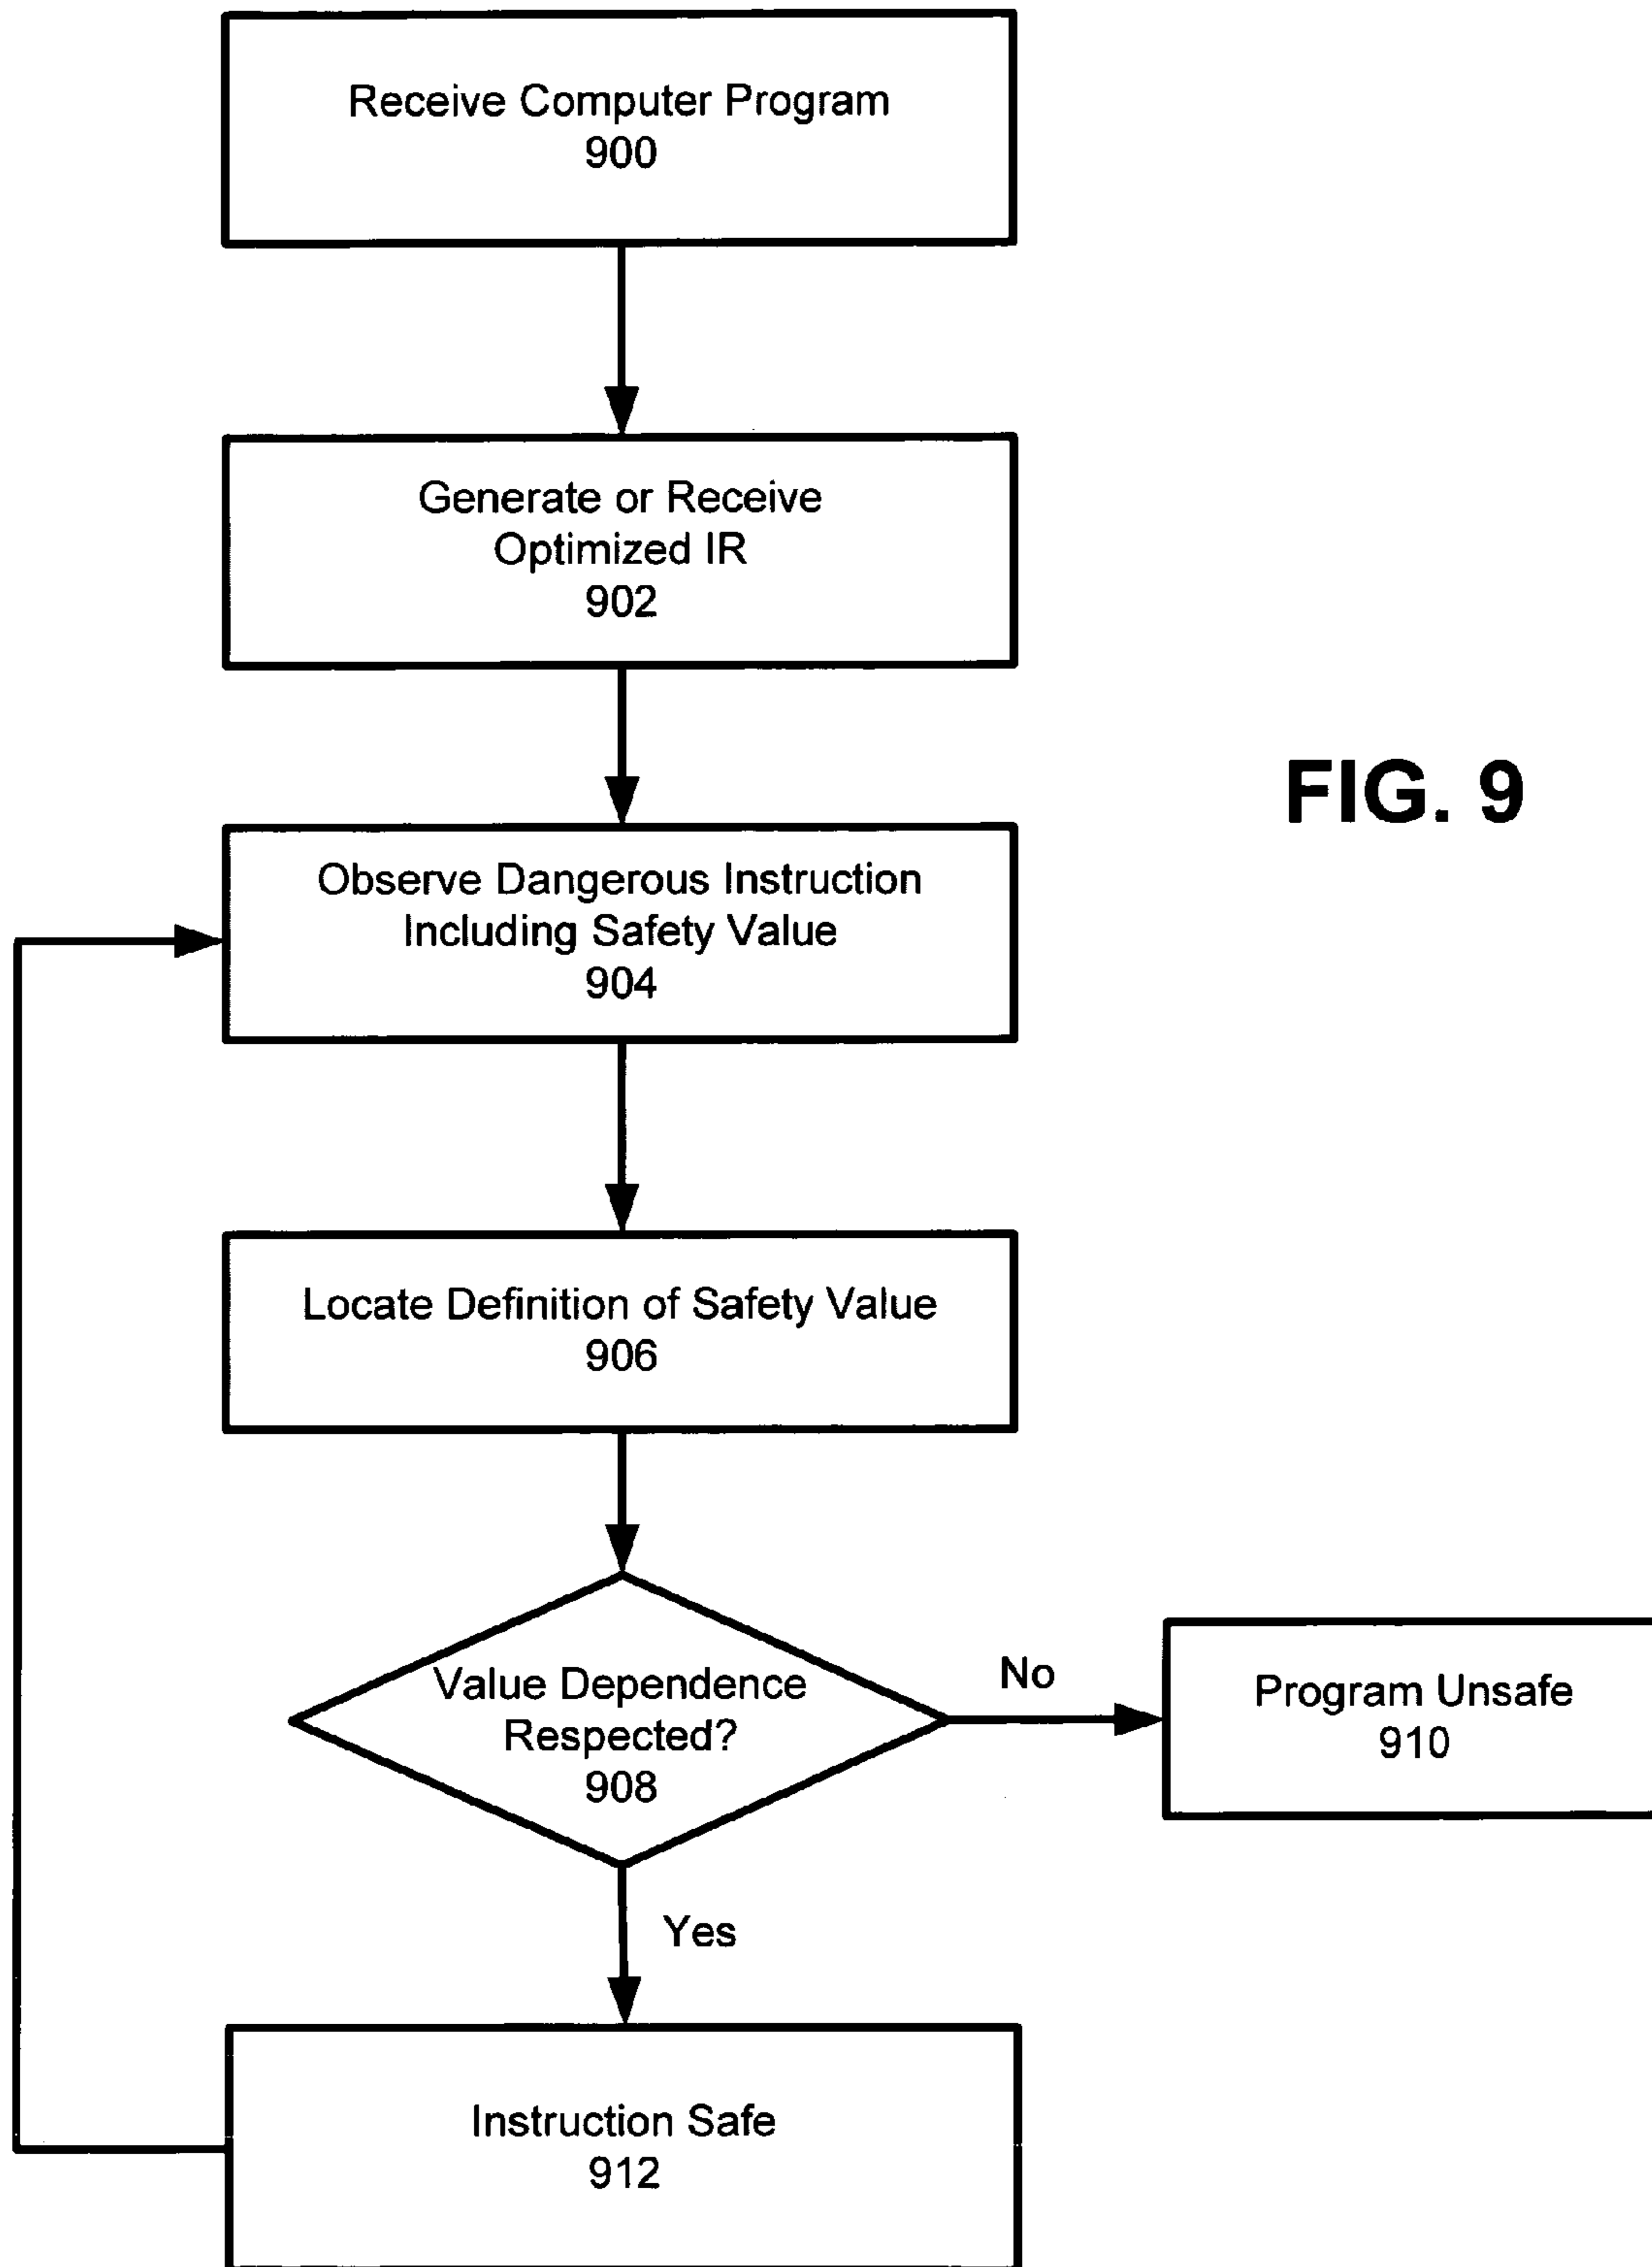 Receive Computer Program
900
Generate or Receive
Optimized IR
902
FIG. 9
Observe Dangerous Instruction
Including Safety Value
904
Locate Definition of Safety Value
906
Value Dependence
Respected?
908
No
Program Unsafe
910
Yes
Instruction Safe
912